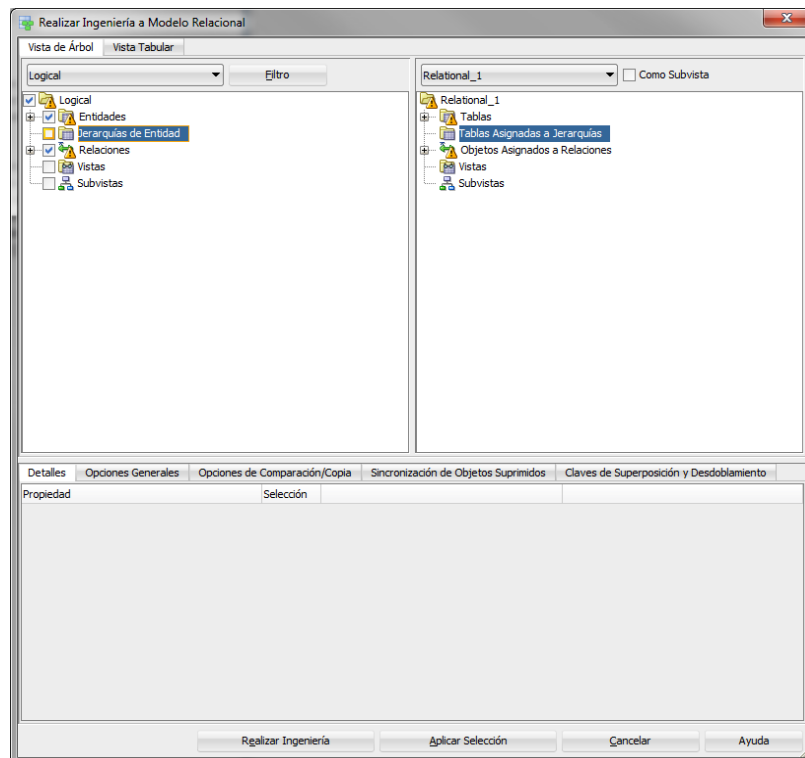 Realizar Ingeniería a Modelo Relacional
Vista de Árbol Vista Tabular
Logical Filtro Relational_1 Como Subvista
Logical
Entidades
Jerarquías de Entidad
Relaciones
Vistas
Subvistas
Relational_1
Tablas
Tablas Asignadas a Jerarquías
Objetos Asignados a Relaciones
Vistas
Subvistas
Detalles Opciones Generales Opciones de Comparación/Copia Sincronización de Objetos Suprimidos Claves de Superposición y Desdoblamiento
Propiedad Selección
Realizar Ingeniería Aplicar Selección Cancelar Ayuda